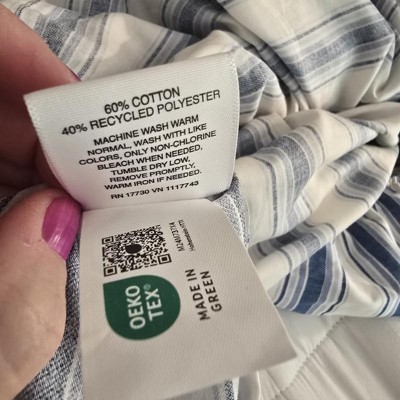 60% COTTON
40% RECYCLED POLYESTER
MACHINE WASH WARM
NORMAL, WASH WITH LIKE
COLORS, ONLY NON-CHLORINE
BLEACH WHEN NEEDED,
TUMBLE DRY LOW,
REMOVE PROMPTLY,
WARM IRON IF NEEDED.
RN 17730 VN 1117743
OEKO
TEX®
MADE IN
GREEN